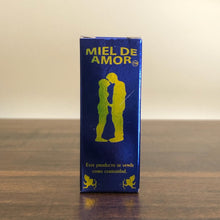 MIEL DE
AMOR
Este producto se vende
como curiosidad.